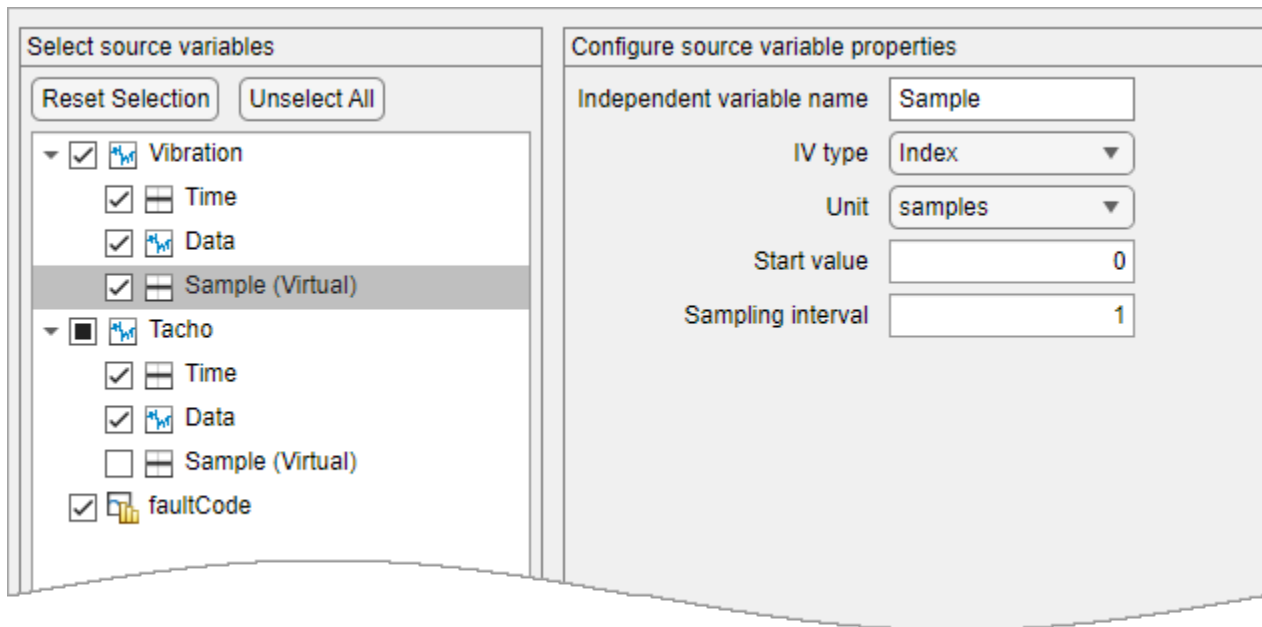 Select source variables
Reset Selection Unselect All
Vibration
Time
Data
Sample (Virtual)
Tacho
Time
Data
Sample (Virtual)
faultCode
Configure source variable properties
Independent variable name Sample
IV type Index
Unit samples
Start value 0
Sampling interval 1